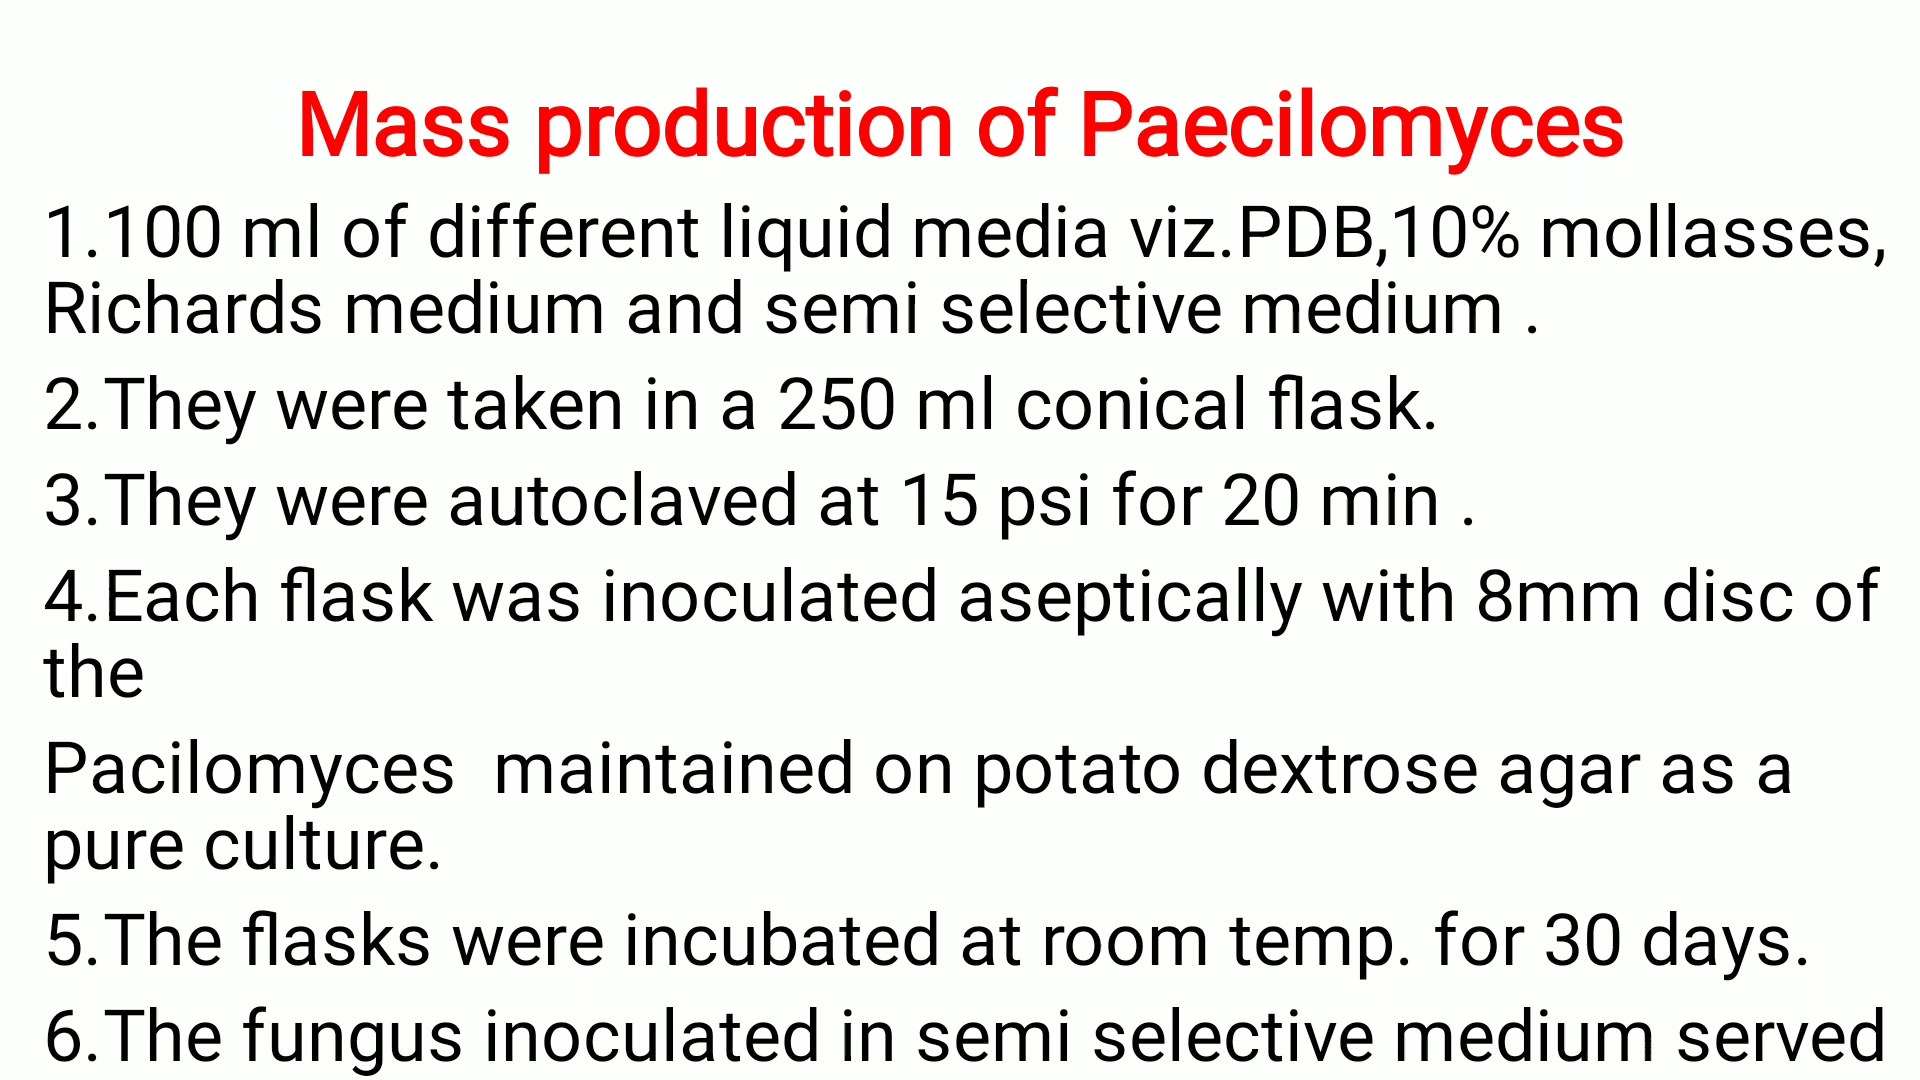 Mass production of Paecilomyces
1.100 ml of different liquid media viz.PDB,10% mollasses,
Richards medium and semi selective medium .
2.They were taken in a 250 ml conical flask.
3.They were autoclaved at 15 psi for 20 min .
4.Each flask was inoculated aseptically with 8mm disc of
the
Pacilomyces  maintained on potato dextrose agar as a
pure culture.
5.The flasks were incubated at room temp. for 30 days.
6.The fungus inoculated in semi selective medium served